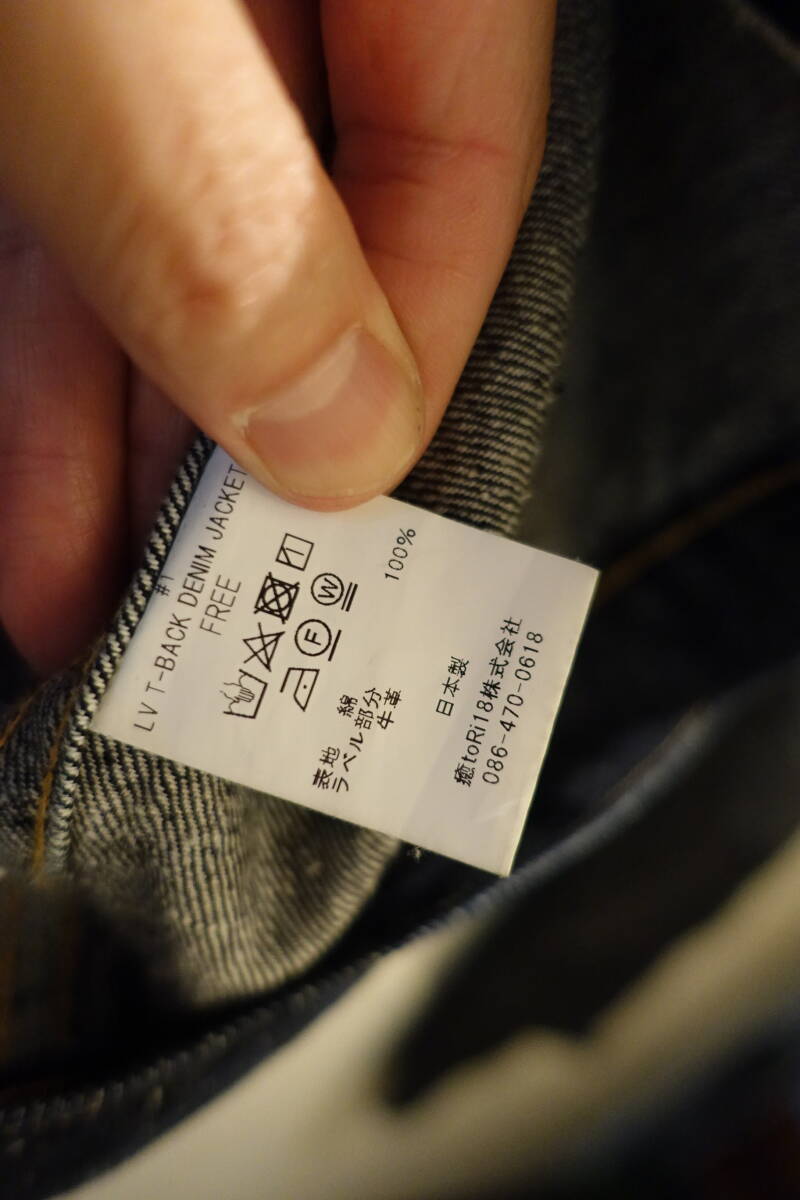 #1
LV T-BACK DENIM JACKET
FREE
W
F
表地 綿 100%
ラベル部分
牛革
日本製
癒toRi18株式会社
086-470-0618